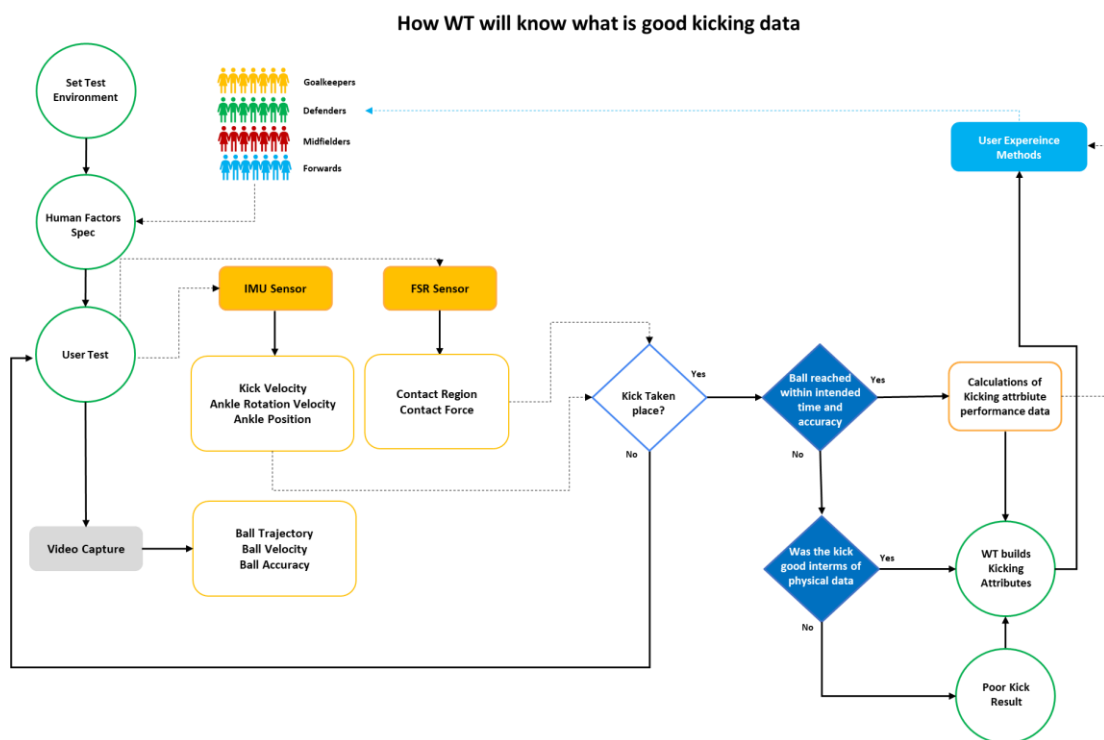 How WT will know what is good kicking data
Set Test
Environment
Goalkeepers
Defenders
Midfielders
Forwards
User Expereince
Methods
Human Factors
Spec
IMU Sensor
FSR Sensor
User Test
Kick Velocity
Ankle Rotation Velocity
Ankle Position
Contact Region
Contact Force
Kick Taken
place?
Yes
No
Ball reached
within intended
time and
accuracy
Yes
No
Calculations of
Kicking attrbiute
performance data
Video Capture
Ball Trajectory
Ball Velocity
Ball Accuracy
Was the kick
good interms of
physical data
Yes
No
WT builds
Kicking
Attributes
Poor Kick
Result